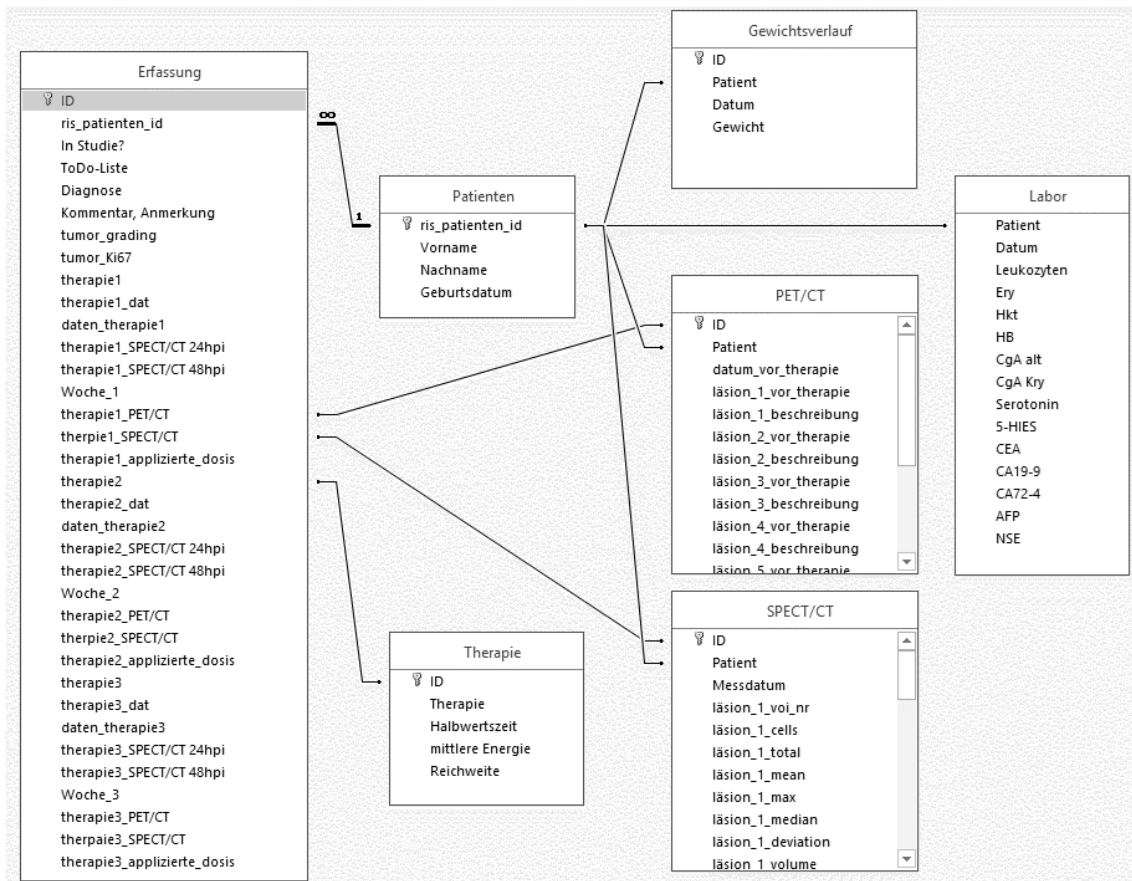 Erfassung
ID
ris_patienten_id
In Studie?
ToDo-Liste
Diagnose
Kommentar, Anmerkung
tumor_grading
tumor_Ki67
therapie1
therapie1_dat
daten_therapie1
therapie1_SPECT/CT 24hpi
therapie1_SPECT/CT 48hpi
Woche_1
therapie1_PET/CT
therpie1_SPECT/CT
therapie1_applizierte_dosis
therapie2
therapie2_dat
daten_therapie2
therapie2_SPECT/CT 24hpi
therapie2_SPECT/CT 48hpi
Woche_2
therapie2_PET/CT
therpie2_SPECT/CT
therapie2_applizierte_dosis
therapie3
therapie3_dat
daten_therapie3
therapie3_SPECT/CT 24hpi
therapie3_SPECT/CT 48hpi
Woche_3
therapie3_PET/CT
therpaie3_SPECT/CT
therapie3_applizierte_dosis
∞
1
Patienten
ris_patienten_id
Vorname
Nachname
Geburtsdatum
Therapie
ID
Therapie
Halbwertszeit
mittlere Energie
Reichweite
Gewichtsverlauf
ID
Patient
Datum
Gewicht
PET/CT
ID
Patient
datum_vor_therapie
läsion_1_vor_therapie
läsion_1_beschreibung
läsion_2_vor_therapie
läsion_2_beschreibung
läsion_3_vor_therapie
läsion_3_beschreibung
läsion_4_vor_therapie
läsion_4_beschreibung
läsion_5_vor_therapie
SPECT/CT
ID
Patient
Messdatum
läsion_1_voi_nr
läsion_1_cells
läsion_1_total
läsion_1_mean
läsion_1_max
läsion_1_median
läsion_1_deviation
läsion_1_volume
Labor
Patient
Datum
Leukozyten
Ery
Hkt
HB
CgA alt
CgA Kry
Serotonin
5-HIES
CEA
CA19-9
CA72-4
AFP
NSE